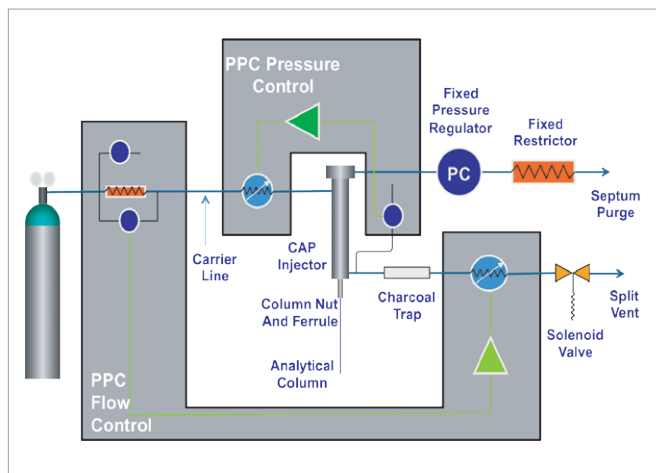 PPC Pressure
Control
Fixed
Pressure
Regulator
Fixed
Restrictor
PC
Septum
Purge
CAP
Injector
Carrier
Line
Column Nut
And Ferrule
Charcoal
Trap
Split
Vent
Solenoid
Valve
Analytical
Column
PPC
Flow
Control